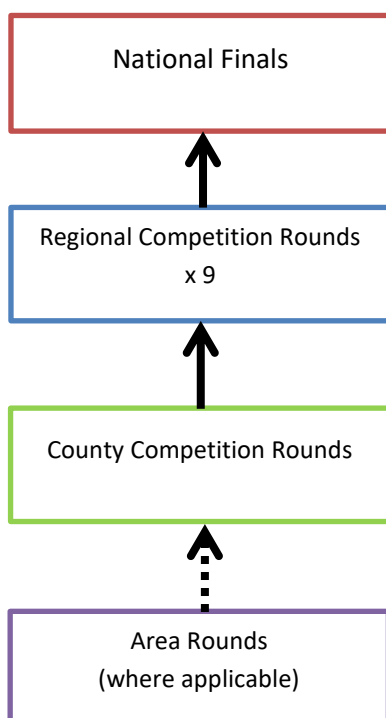 National Finals
Regional Competition Rounds
x 9
County Competition Rounds
Area Rounds
(where applicable)